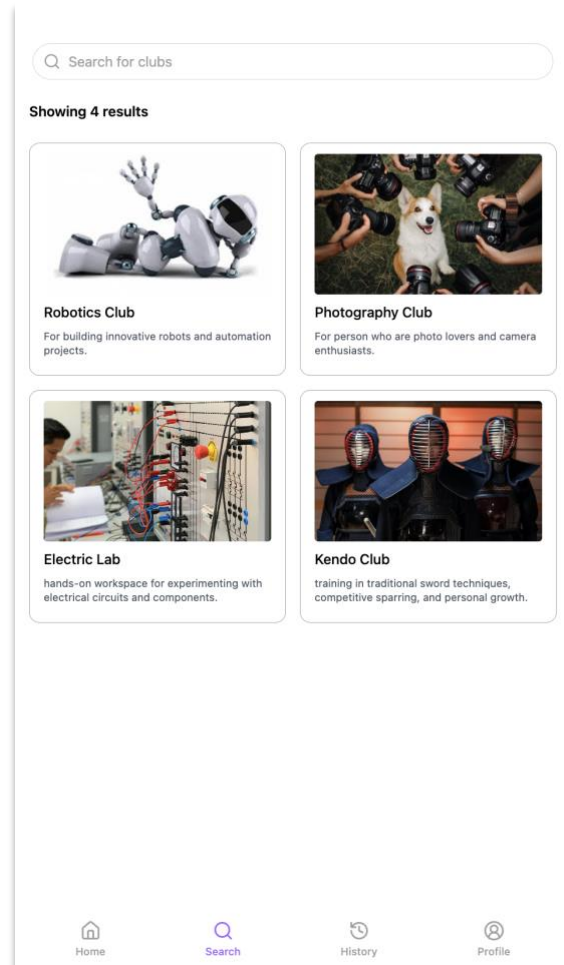 Search for clubs
Showing 4 results
Robotics Club
For building innovative robots and automation
projects.
Photography Club
For person who are photo lovers and camera
enthusiasts.
Electric Lab
hands-on workspace for experimenting with
electrical circuits and components.
Kendo Club
training in traditional sword techniques,
competitive sparring, and personal growth.
Home
Search
History
Profile